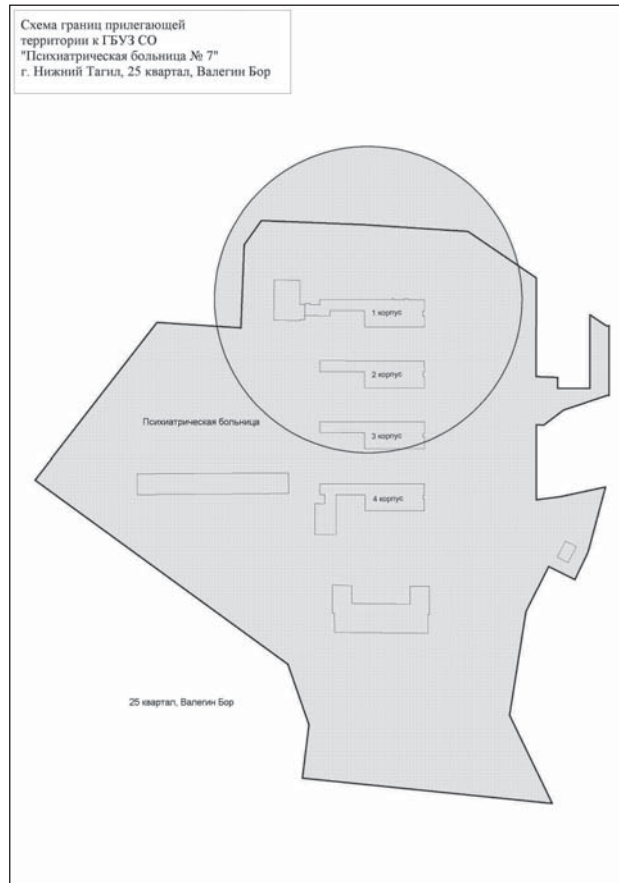 Схема границ прилегающей
территории к ГБУЗ СО
"Психиатрическая больница № 7"
г. Нижний Тагил, 25 квартал, Валегин Бор
1 корпус
2 корпус
Психиатрическая больница
3 корпус
4 корпус
25 квартал, Валегин Бор